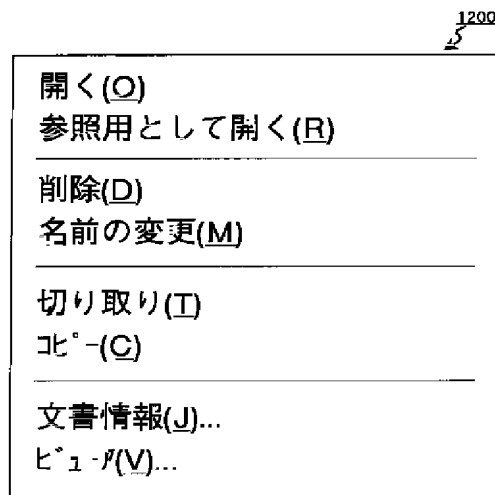 1200
開く(O)
参照用として開く(R)
削除(D)
名前の変更(M)
切り取り(T)
ｺﾋﾟｰ(C)
文書情報(J)...
ﾋﾞｭｰｱ(V)...